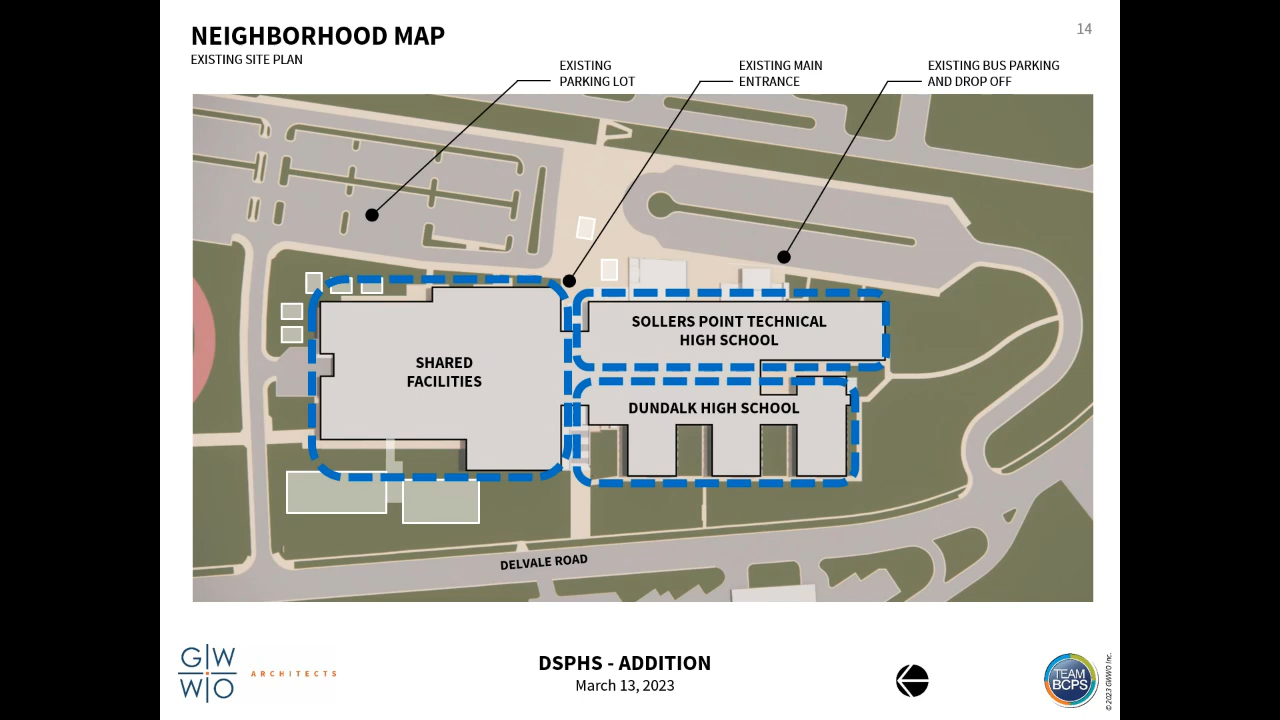 NEIGHBORHOOD MAP
14
EXISTING SITE PLAN
EXISTING
PARKING LOT
EXISTING MAIN
ENTRANCE
EXISTING BUS PARKING
AND DROP OFF
SOLLERS POINT TECHNICAL
HIGH SCHOOL
SHARED
FACILITIES
DUNDALK HIGH SCHOOL
DELVALE ROAD
GW
WO
ARCHITECTS
DSPHS - ADDITION
March 13, 2023
TEAM
BCPS
© 2023 GWWO Inc.